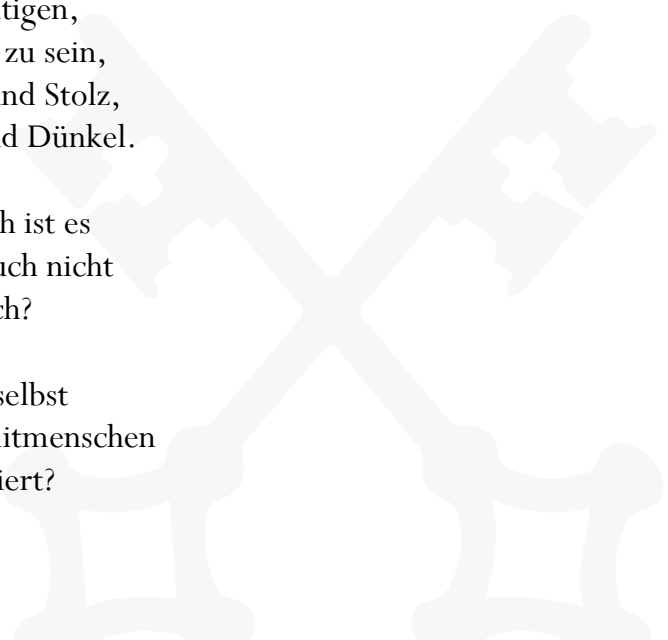 tigen,
zu sein,
nd Stolz,
d Dünkel.
h ist es
uch nicht
ch?
selbst
itmenschen
iert?